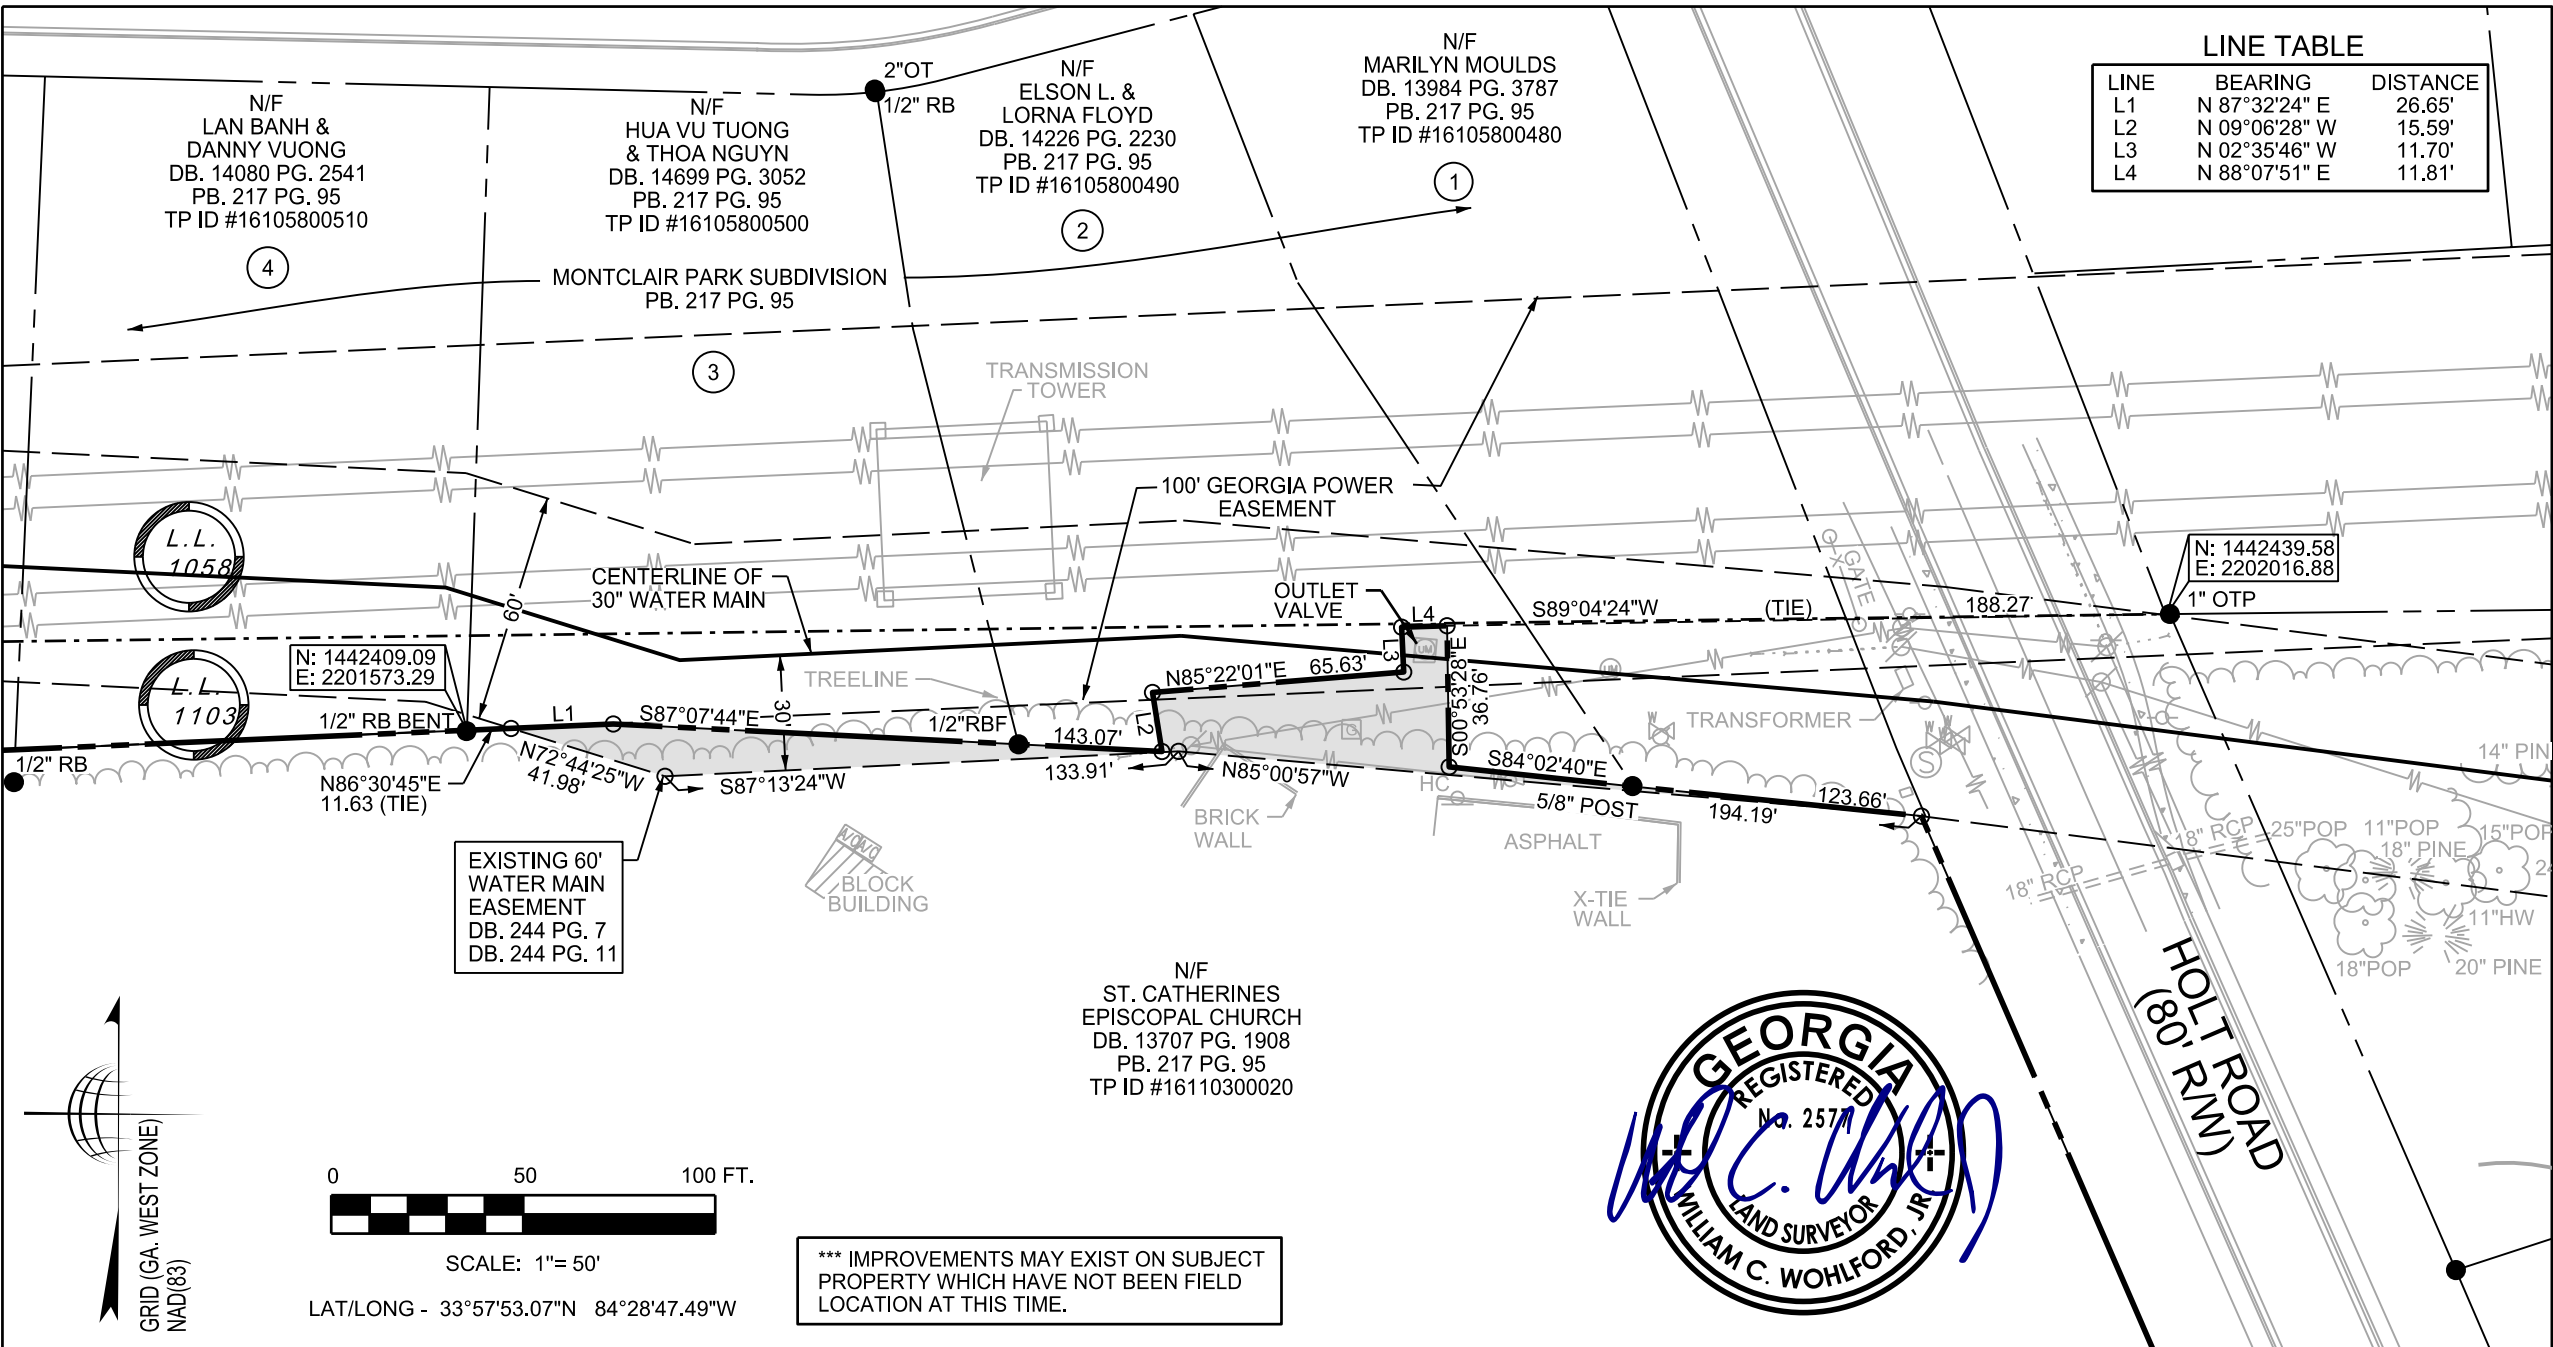 N/F
LAN BANH &
DANNY VUONG
DB. 14080 PG. 2541
PB. 217 PG. 95
TP ID #16105800510
4
N/F
HUA VU TUONG
& THOA NGUYN
DB. 14699 PG. 3052
PB. 217 PG. 95
TP ID #16105800500
2"OT
1/2" RB
N/F
ELSON L. &
LORNA FLOYD
DB. 14226 PG. 2230
PB. 217 PG. 95
TP ID #16105800490
2
N/F
MARILYN MOULDS
DB. 13984 PG. 3787
PB. 217 PG. 95
TP ID #16105800480
1
LINE TABLE
LINE BEARING DISTANCE
L1 N 87°32'24" E 26.65'
L2 N 09°06'28" W 15.59'
L3 N 02°35'46" W 11.70'
L4 N 88°07'51" E 11.81'
MONTCLAIR PARK SUBDIVISION
PB. 217 PG. 95
3
TRANSMISSION
TOWER
100' GEORGIA POWER
EASEMENT
L.L.
1058
60'
CENTERLINE OF
30" WATER MAIN
OUTLET
VALVE
L4
S89°04'24"W
(TIE)
188.27'
GATE
N: 1442439.58
E: 2202016.88
1" OTP
N: 1442409.09
E: 2201573.29
L.L.
1103
TREELINE
30'
N85°22'01"E 65.63'
L3
UM
S00°53'28"E
36.76'
UM
1/2" RB BENT
L1
S87°07'44"E
1/2"RBF
143.07'
L2
TRANSFORMER
W
W
S
14" PIN
1/2" RB
N86°30'45"E
11.63 (TIE)
N72°44'25"W
41.98'
S87°13'24"W
133.91'
N85°00'57"W
G
HC
W
S84°02'40"E
5/8" POST
194.19'
123.66'
BRICK
WALL
ASPHALT
X-TIE
WALL
A/C
A/C
BLOCK
BUILDING
18" RCP
18" RCP
25"POP
11"POP
18" PINE
15"POP
24
11"HW
18"POP
20" PINE
EXISTING 60'
WATER MAIN
EASEMENT
DB. 244 PG. 7
DB. 244 PG. 11
N/F
ST. CATHERINES
EPISCOPAL CHURCH
DB. 13707 PG. 1908
PB. 217 PG. 95
TP ID #16110300020
HOLT ROAD
(80' R/W)
GRID (GA. WEST ZONE)
NAD(83)
0 50 100 FT.
SCALE: 1"= 50'
LAT/LONG - 33°57'53.07"N 84°28'47.49"W
*** IMPROVEMENTS MAY EXIST ON SUBJECT
PROPERTY WHICH HAVE NOT BEEN FIELD
LOCATION AT THIS TIME.
GEORGIA
REGISTERED
No. 2577
LAND SURVEYOR
WILLIAM C. WOHLFORD, JR